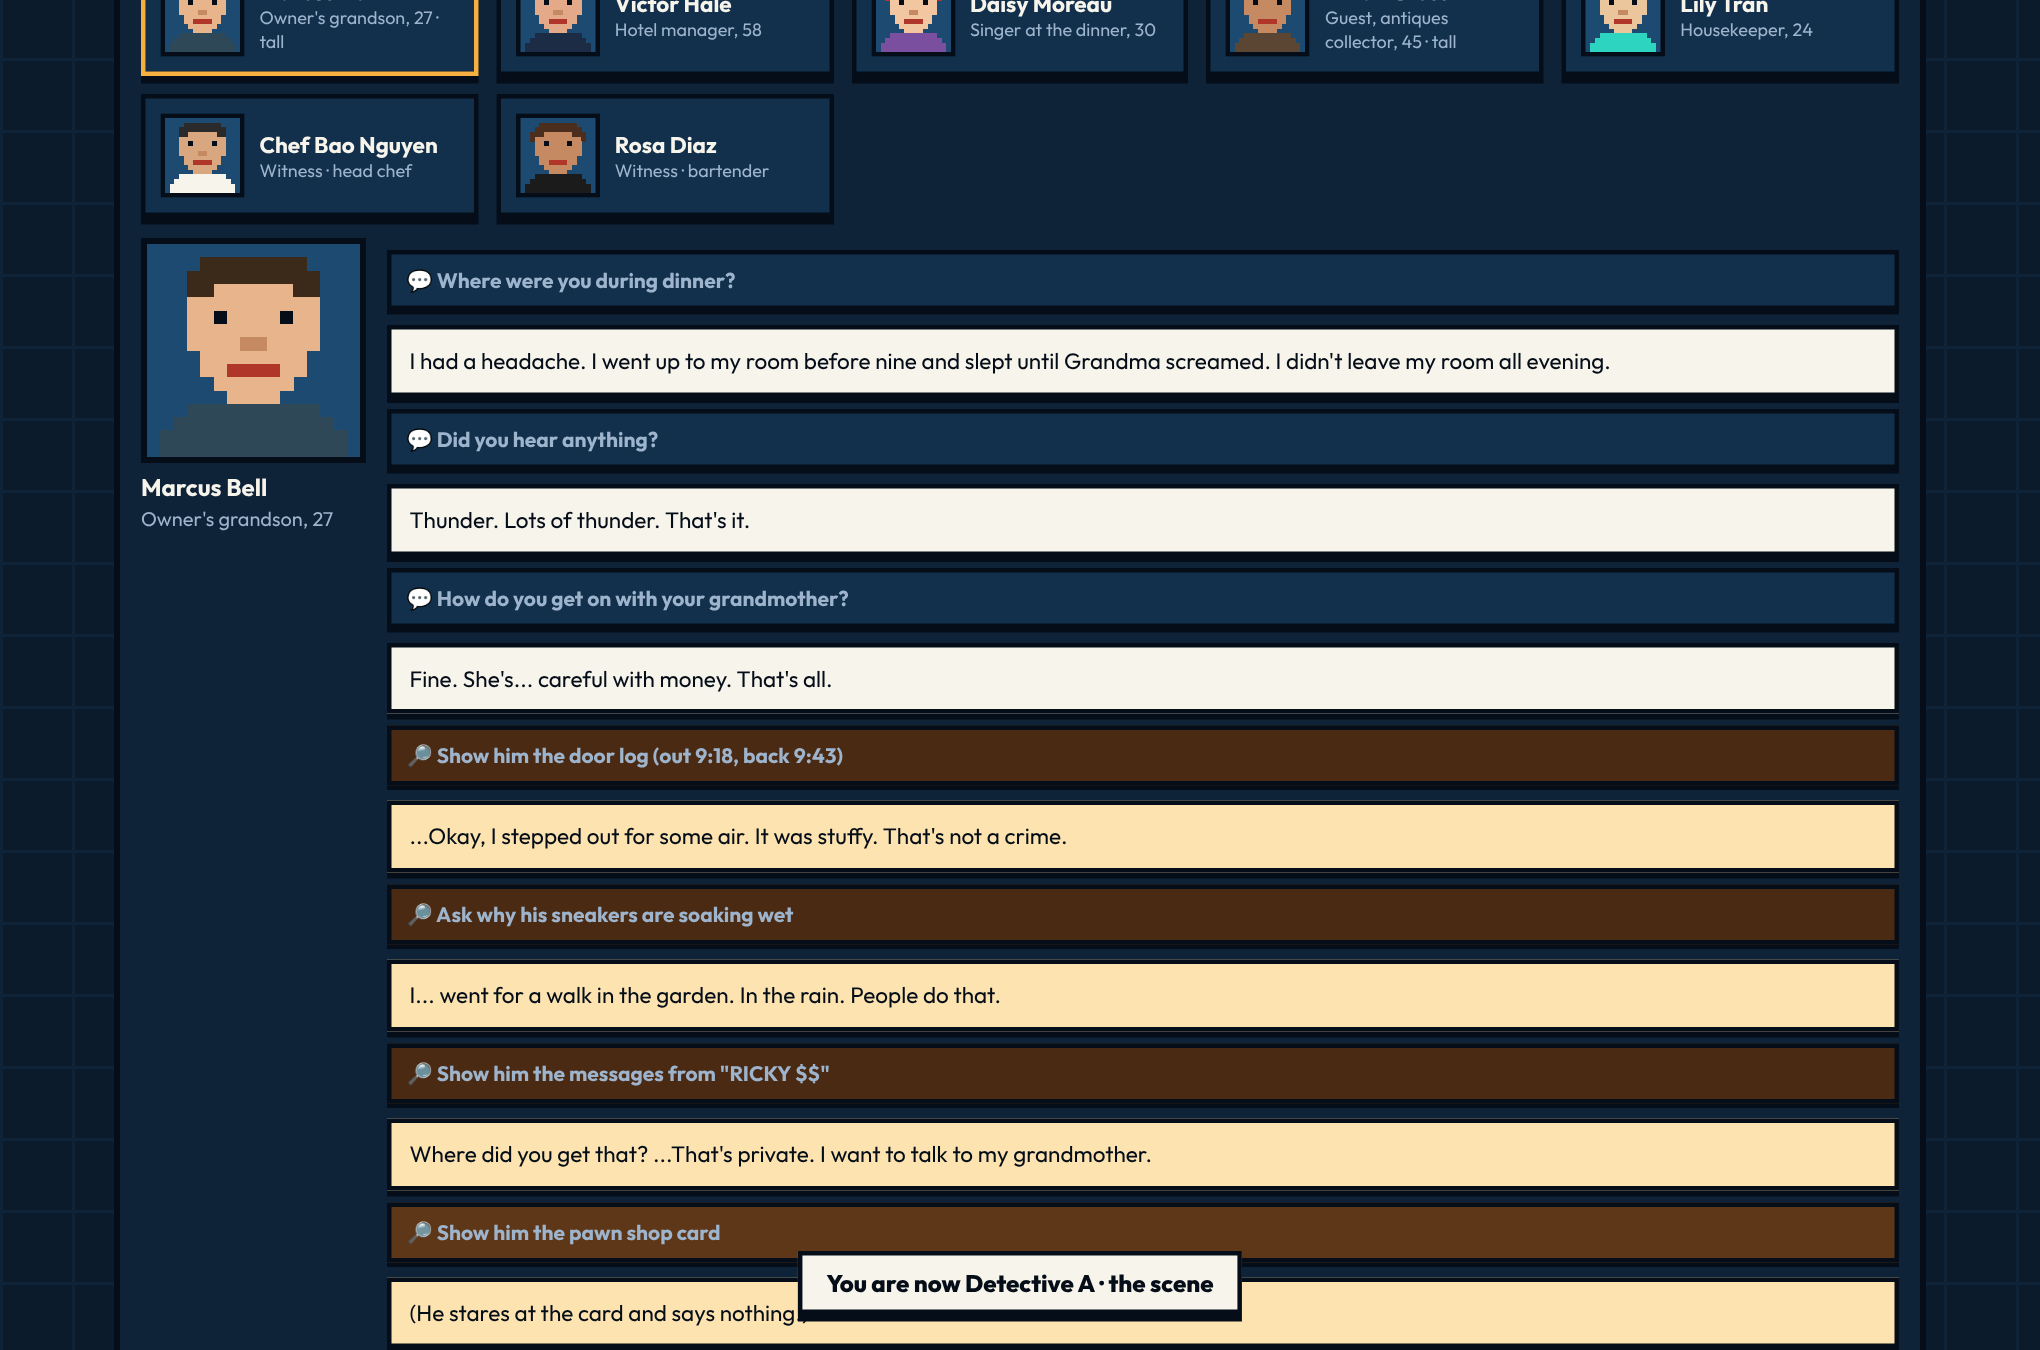 Owner's grandson, 27 ·
tall
Victor Hale
Hotel manager, 58
Daisy Moreau
Singer at the dinner, 30
Guest, antiques
collector, 45 · tall
Lily Tran
Housekeeper, 24
Chef Bao Nguyen
Witness · head chef
Rosa Diaz
Witness · bartender
Marcus Bell
Owner's grandson, 27
💬 Where were you during dinner?
I had a headache. I went up to my room before nine and slept until Grandma screamed. I didn't leave my room all evening.
💬 Did you hear anything?
Thunder. Lots of thunder. That's it.
💬 How do you get on with your grandmother?
Fine. She's... careful with money. That's all.
🔎 Show him the door log (out 9:18, back 9:43)
...Okay, I stepped out for some air. It was stuffy. That's not a crime.
🔎 Ask why his sneakers are soaking wet
I... went for a walk in the garden. In the rain. People do that.
🔎 Show him the messages from "RICKY $$"
Where did you get that? ...That's private. I want to talk to my grandmother.
🔎 Show him the pawn shop card
(He stares at the card and says nothing.
You are now Detective A · the scene